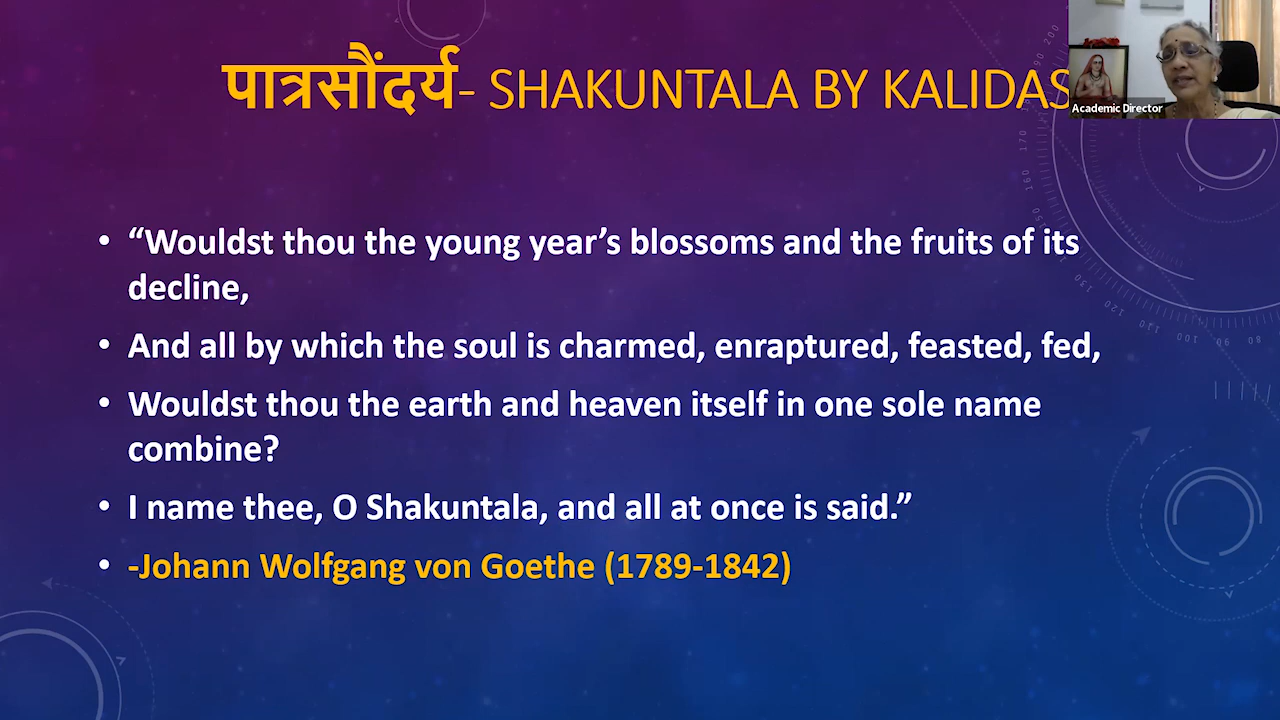 पात्रसौंदर्य- SHAKUNTALA BY KALIDAS
Academic Director
• “Wouldst thou the young year’s blossoms and the fruits of its
decline,
• And all by which the soul is charmed, enraptured, feasted, fed,
• Wouldst thou the earth and heaven itself in one sole name
combine?
• I name thee, O Shakuntala, and all at once is said.”
• -Johann Wolfgang von Goethe (1789-1842)